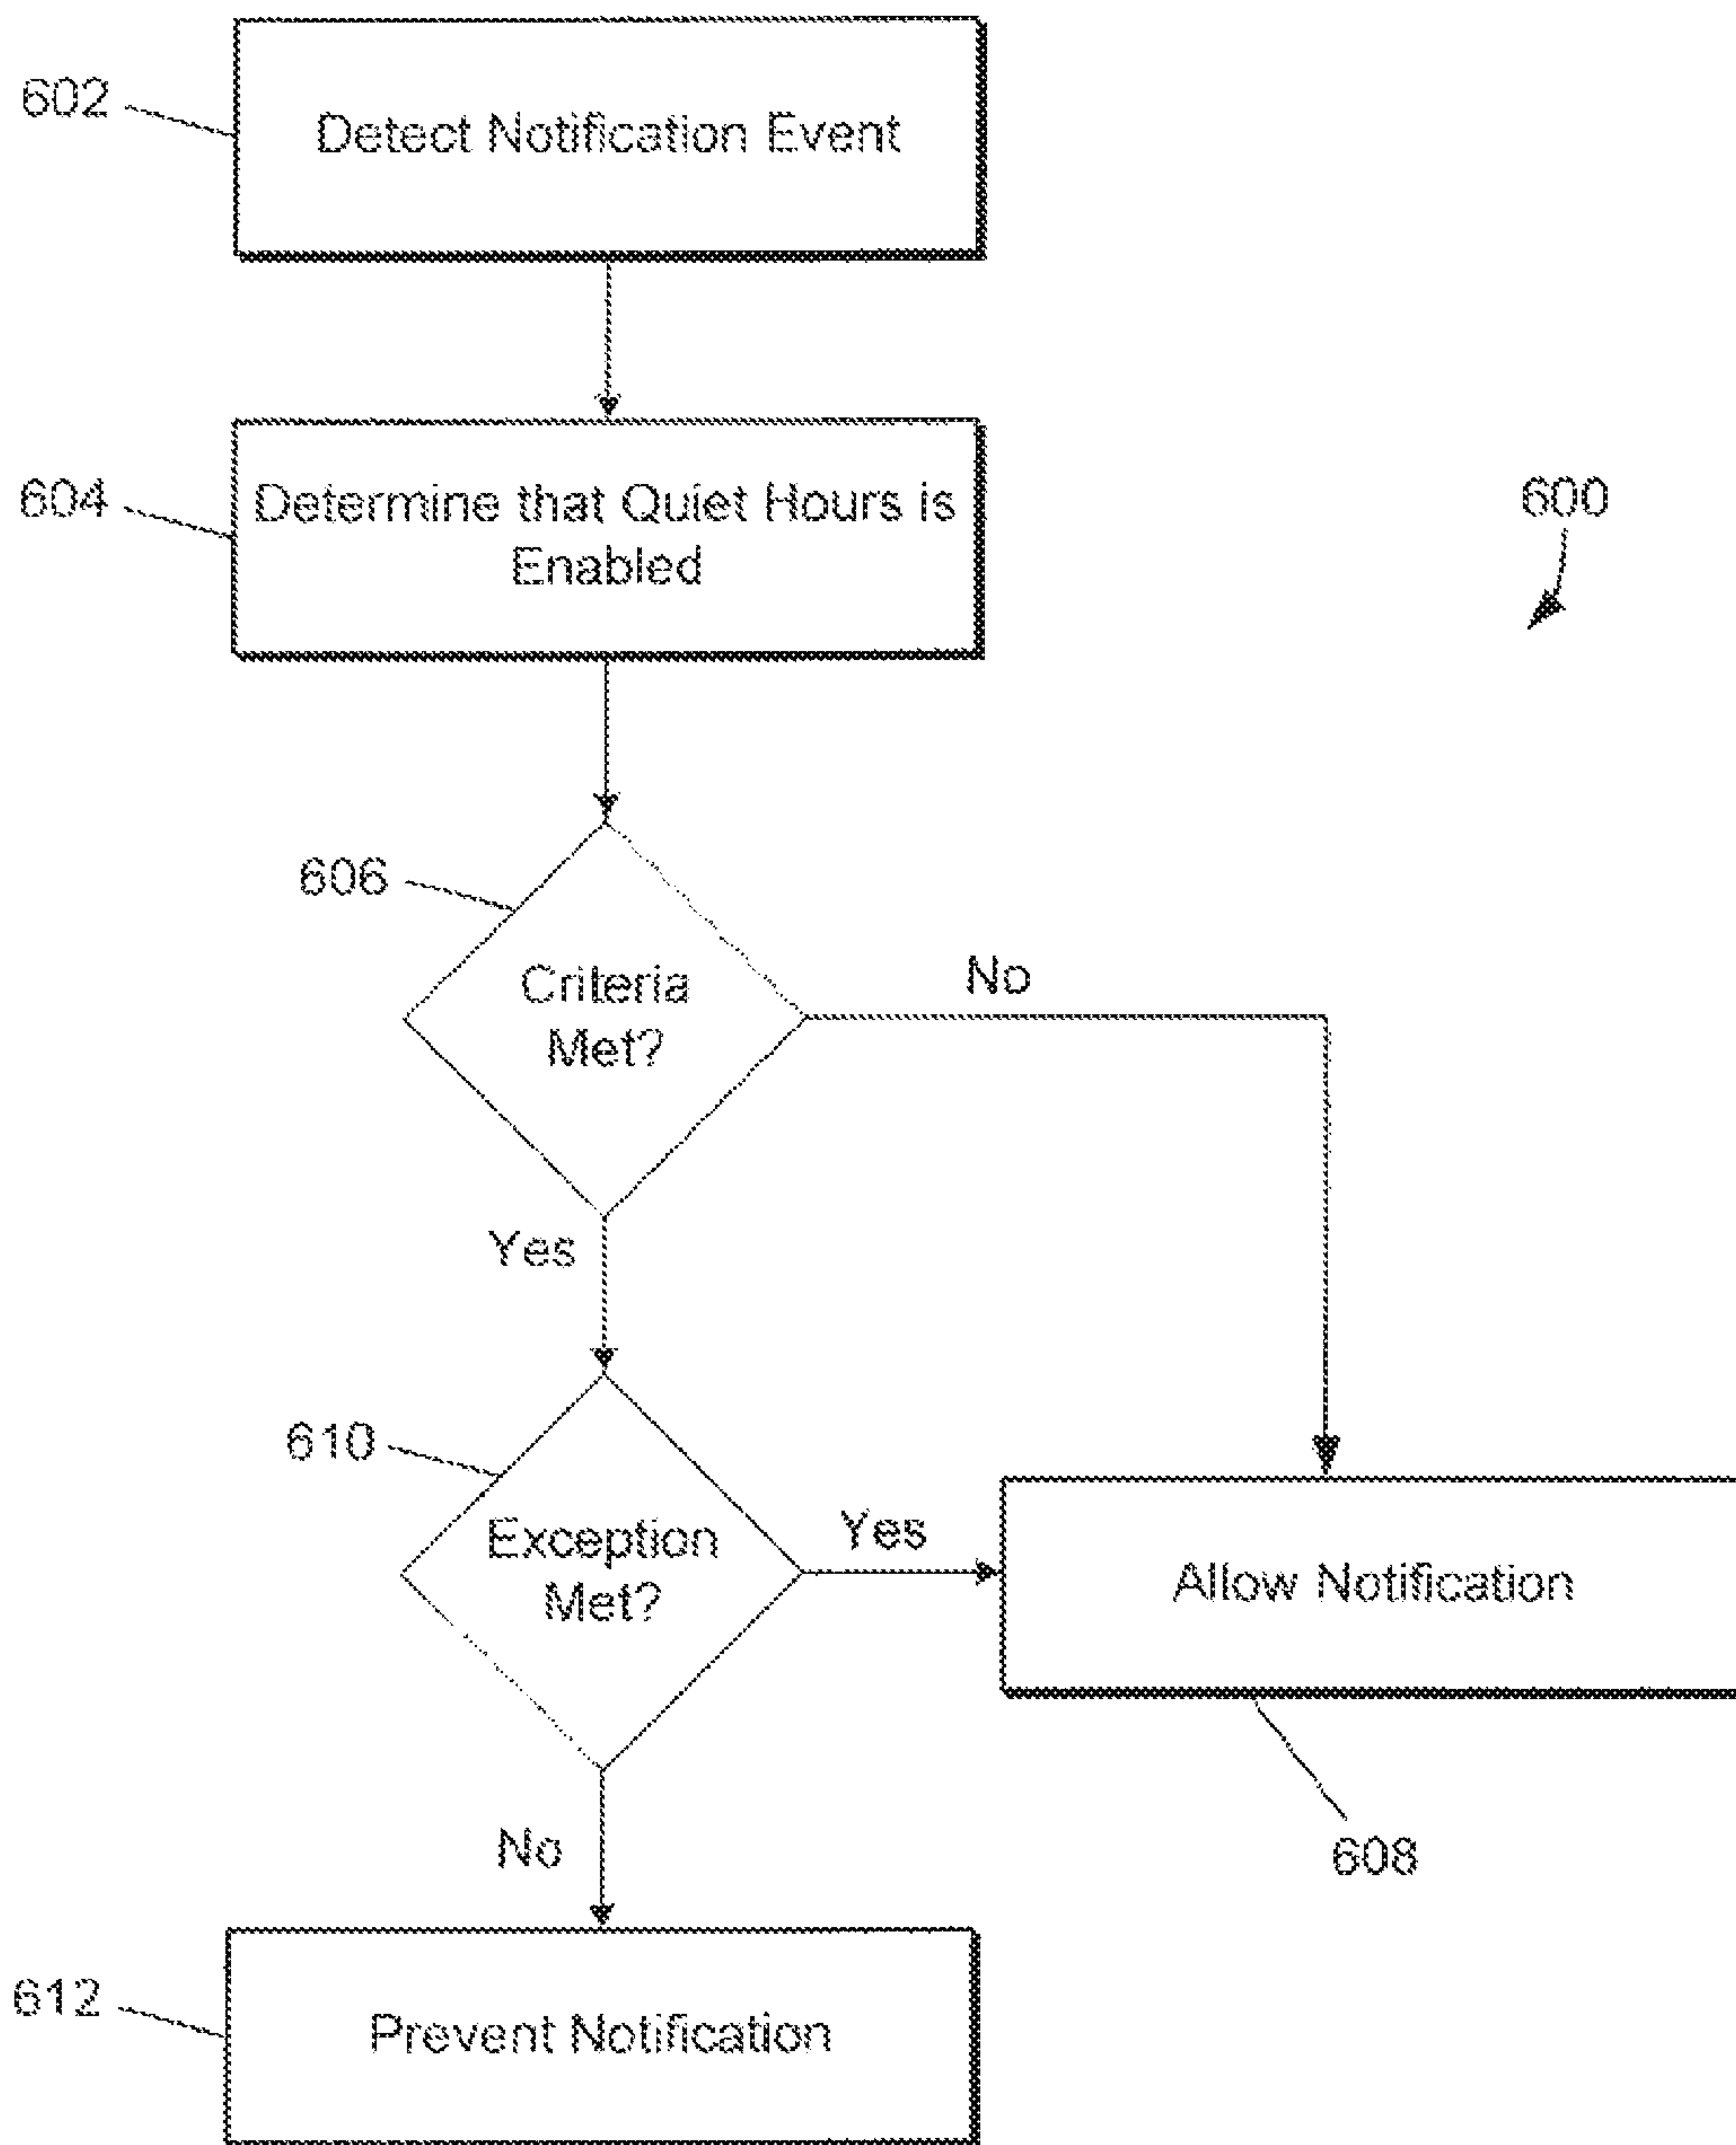 602
Detect Notification Event
604
Determine that Quiet Hours is
Enabled
600
606
Criteria
Met?
No
Yes
610
Exception
Met?
Yes
Allow Notification
No
608
612
Prevent Notification